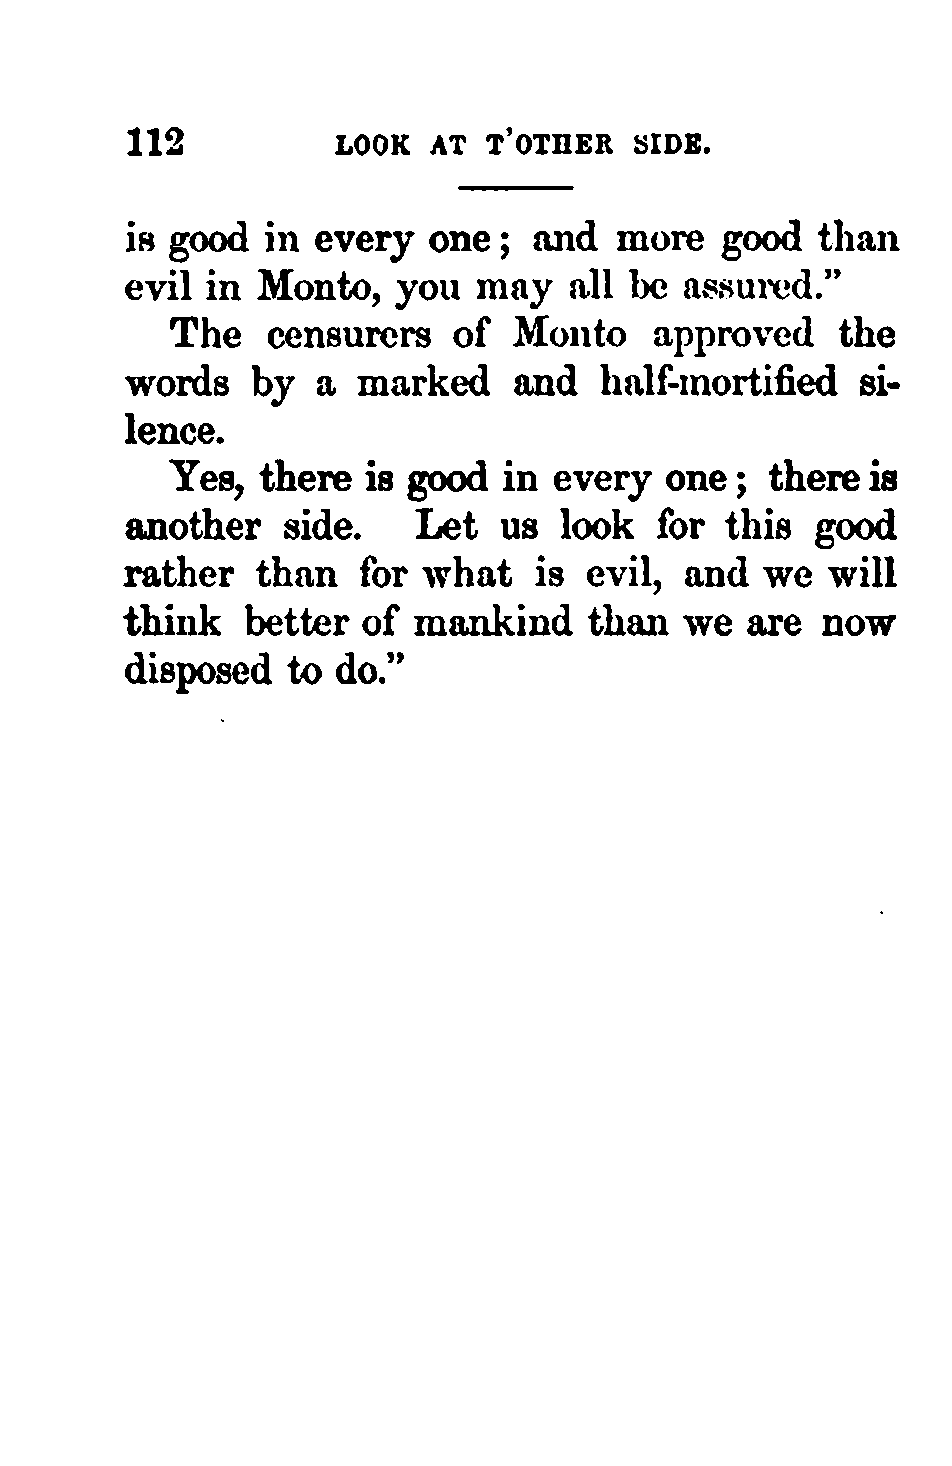 112 LOOK AT T'OTHER SIDE.
is good in every one; and more good than
evil in Monto, you may all be assured."
The censurers of Monto approved the
words by a marked and half-mortified si-
lence.
Yes, there is good in every one; there is
another side. Let us look for this good
rather than for what is evil, and we will
think better of mankind than we are now
disposed to do."